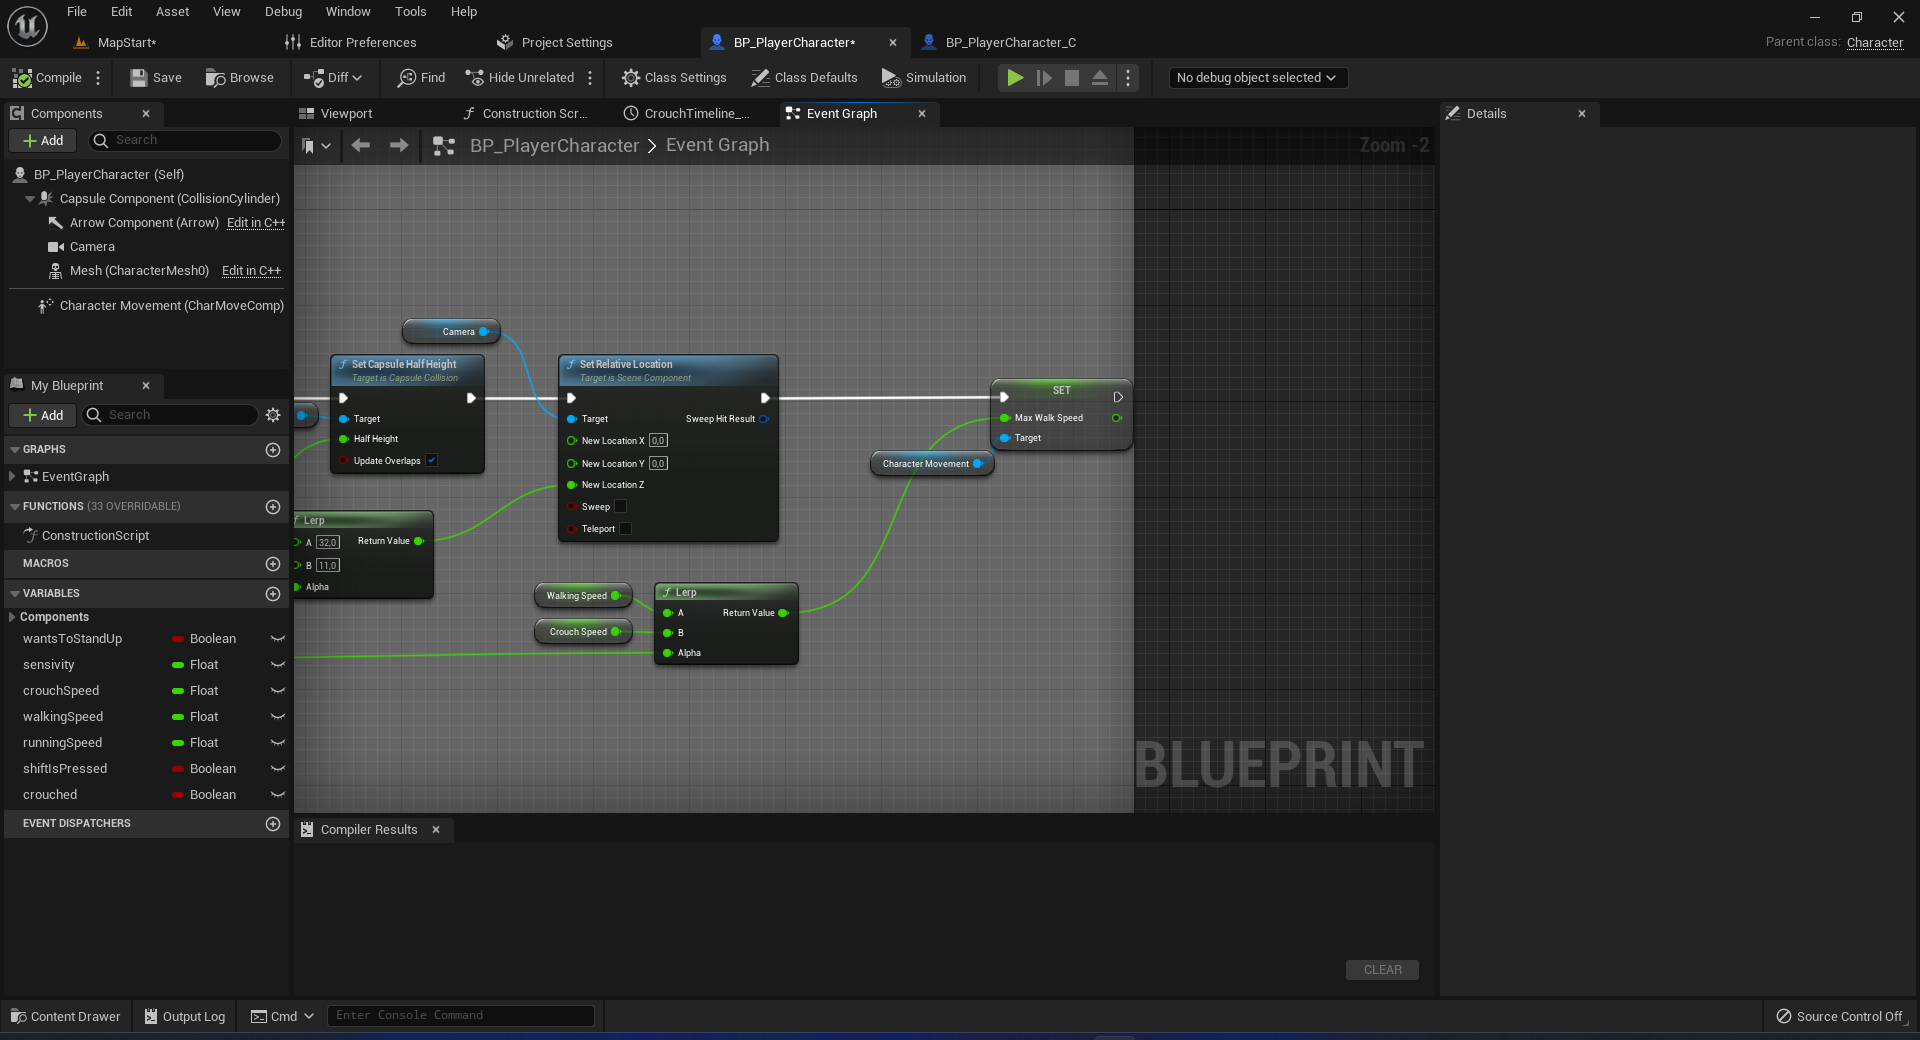 File Edit Asset View Debug Window Tools Help
MapStart* Editor Preferences Project Settings BP_PlayerCharacter* BP_PlayerCharacter_C Parent class: Character
Compile Save Browse Diff Find Hide Unrelated Class Settings Class Defaults Simulation No debug object selected
Components
Add Search
BP_PlayerCharacter (Self)
Capsule Component (CollisionCylinder)
Arrow Component (Arrow) Edit in C++
Camera
Mesh (CharacterMesh0) Edit in C++
Character Movement (CharMoveComp)
My Blueprint
Add Search
GRAPHS
EventGraph
FUNCTIONS (33 OVERRIDABLE)
ConstructionScript
MACROS
VARIABLES
Components
wantsToStandUp Boolean
sensivity Float
crouchSpeed Float
walkingSpeed Float
runningSpeed Float
shiftIsPressed Boolean
crouched Boolean
EVENT DISPATCHERS
Viewport Construction Scr... CrouchTimeline_... Event Graph
BP_PlayerCharacter > Event Graph Zoom -2
Camera
Set Capsule Half Height
Target is Capsule Collision
Target
Half Height
Update Overlaps
Set Relative Location
Target is Scene Component
Target Sweep Hit Result
New Location X 0,0
New Location Y 0,0
New Location Z
Sweep
Teleport
SET
Max Walk Speed
Target
Character Movement
Lerp
A 32,0 Return Value
B 11,0
Alpha
Walking Speed
Crouch Speed
Lerp
A Return Value
B
Alpha
BLUEPRINT
Compiler Results
CLEAR
Details
Content Drawer Output Log Cmd Enter Console Command Source Control Off